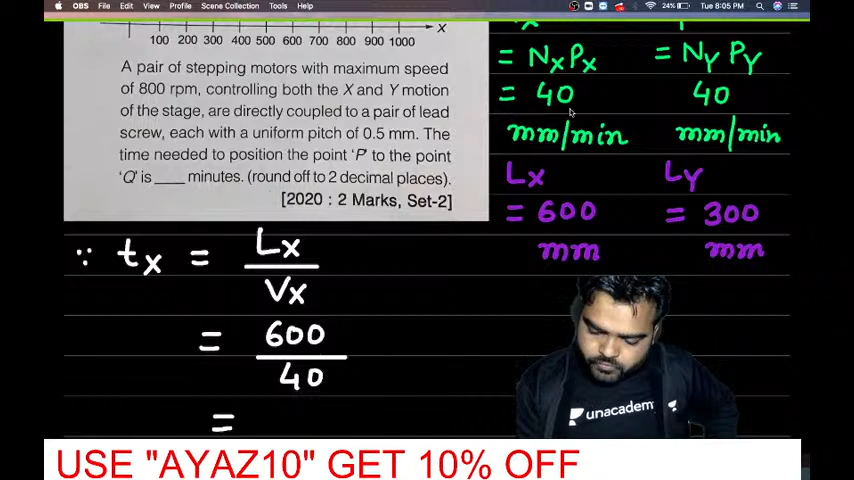 OBS File Edit View Profile Scene Collection Tools Help 24% Tue 8:05 PM
100 200 300 400 500 600 700 800 900 1000 x
A pair of stepping motors with maximum speed
of 800 rpm, controlling both the X and Y motion
of the stage, are directly coupled to a pair of lead
screw, each with a uniform pitch of 0.5 mm. The
time needed to position the point 'P' to the point
'Q' is ____ minutes. (round off to 2 decimal places).
[2020 : 2 Marks, Set-2]
= NxPx = NyPy
= 40 40
mm/min mm/min
Lx Ly
= 600 = 300
mm mm
∵ tx = Lx
Vx
= 600
40
=
unacademy
USE "AYAZ10" GET 10% OFF